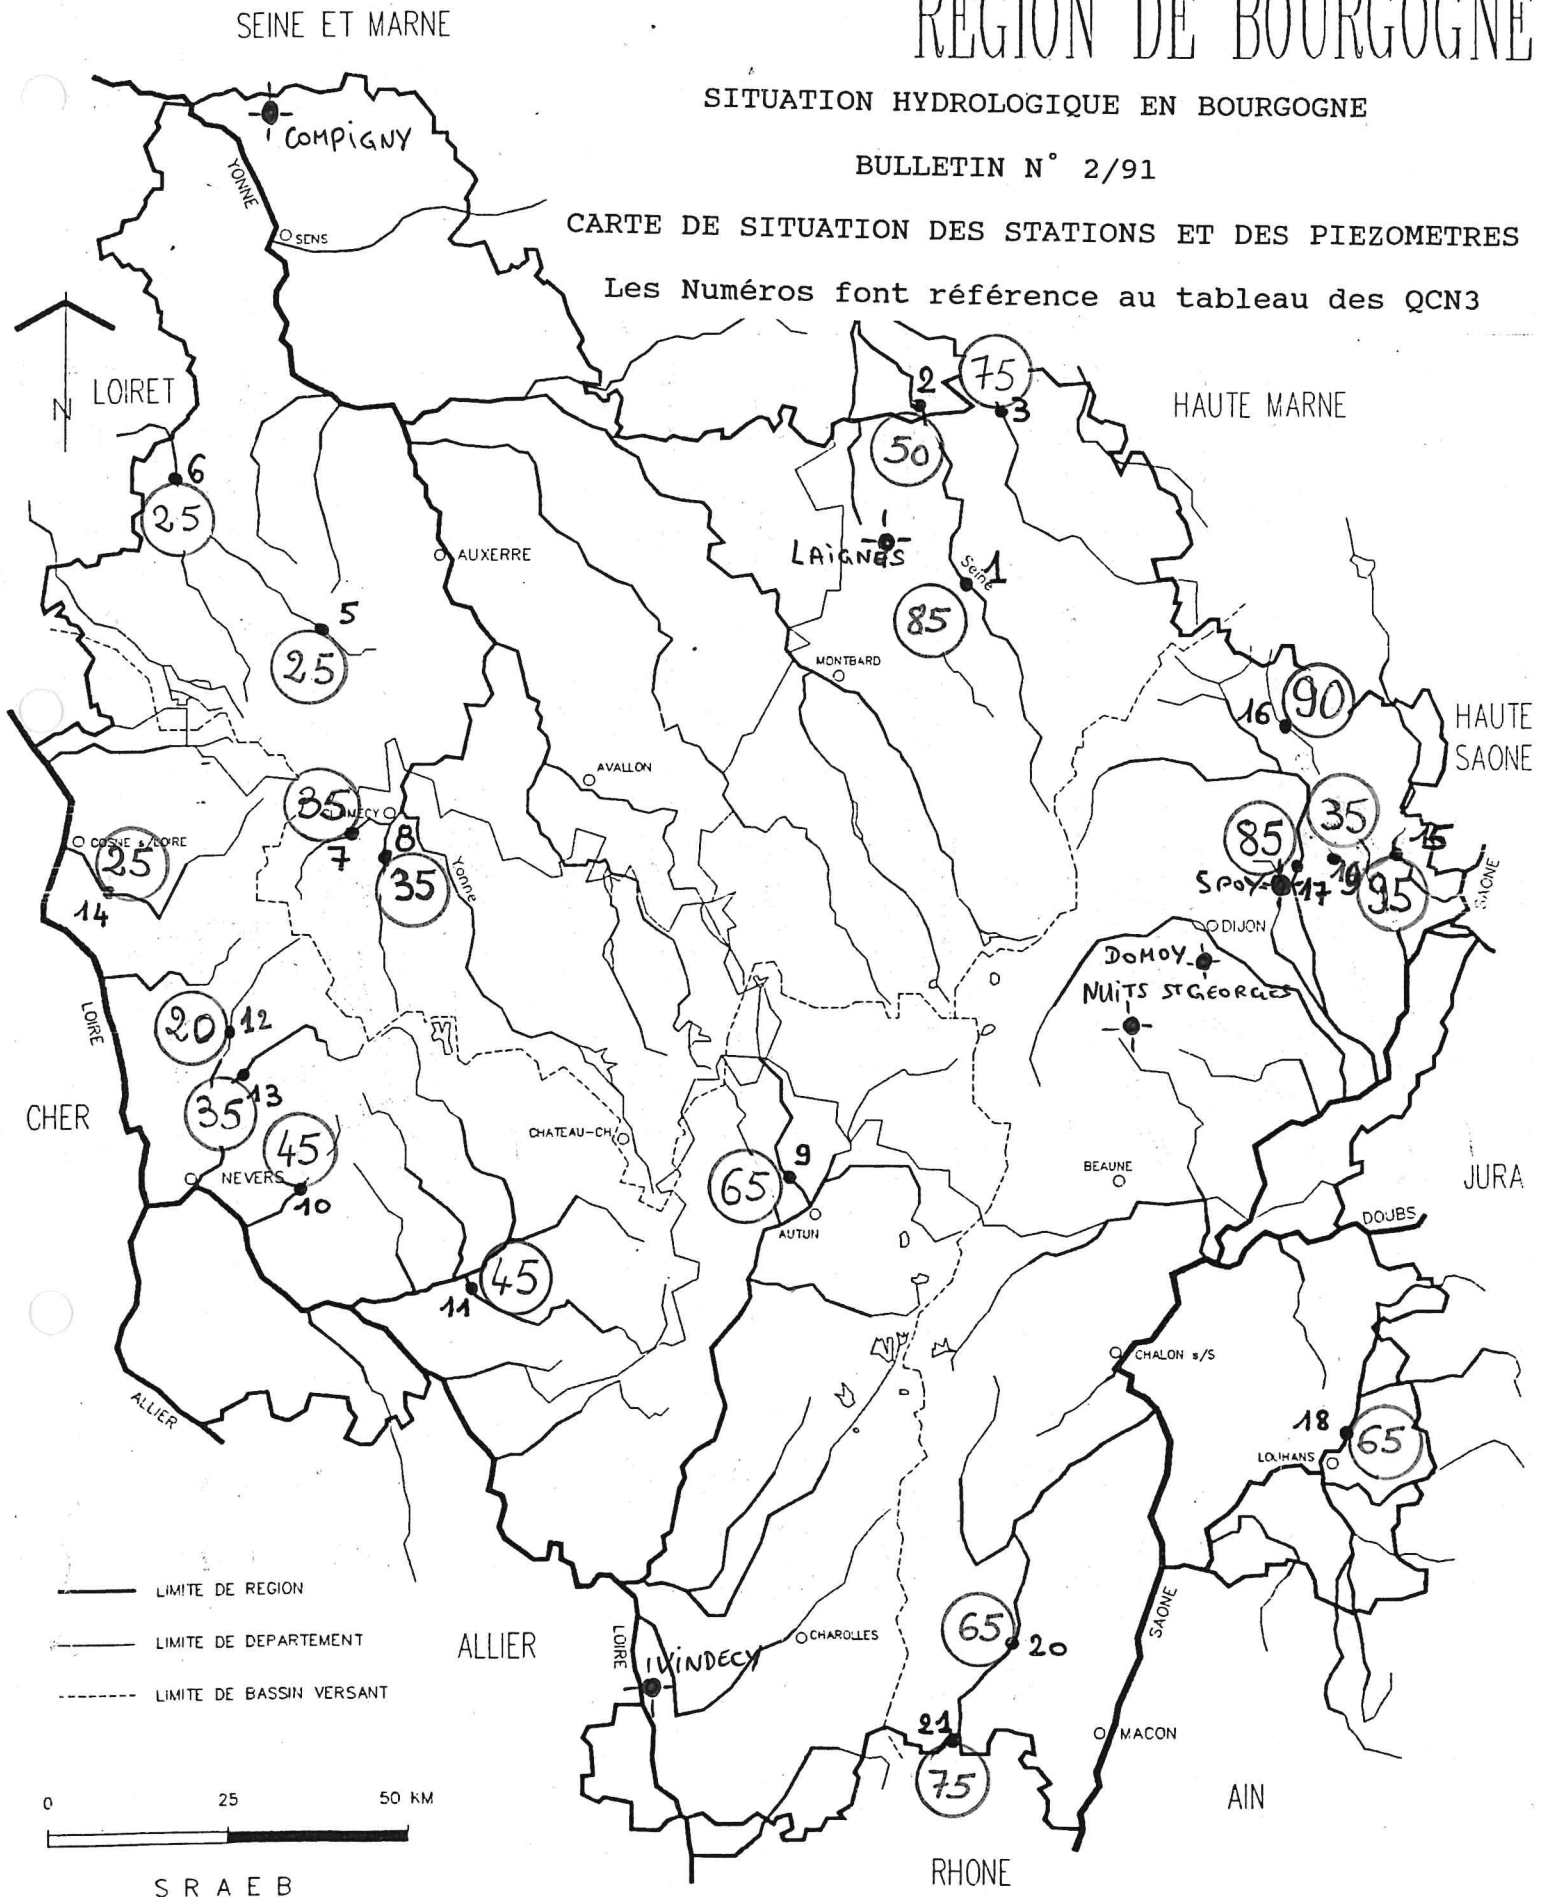 SEINE ET MARNE
REGION DE BOURGOGNE
SITUATION HYDROLOGIQUE EN BOURGOGNE
BULLETIN N° 2/91
CARTE DE SITUATION DES STATIONS ET DES PIEZOMETRES
Les Numéros font référence au tableau des QCN3
COMPIGNY
YONNE
SENS
N
LOIRET
HAUTE MARNE
75
2
3
50
6
25
AUXERRE
LAIGNES
Seine
1
85
5
25
MONTBARD
90
16
HAUTE
SAONE
AVALLON
35
CLAMECY
7
8
35
Yonne
COSNE s/LOIRE
25
14
85
35
15
SPOY
17
19
95
SAONE
DIJON
DOMOY
NUITS ST GEORGES
LOIRE
20
12
13
35
CHER
45
CHATEAU-CH
NEVERS
10
65
9
BEAUNE
JURA
AUTUN
DOUBS
45
11
CHALON s/S
ALLIER
18
65
LOUHANS
LIMITE DE REGION
LIMITE DE DEPARTEMENT
LIMITE DE BASSIN VERSANT
ALLIER
LOIRE
VINDECY
CHAROLLES
65
20
SAONE
21
MACON
75
AIN
0 25 50 KM
RHONE
S R A E B